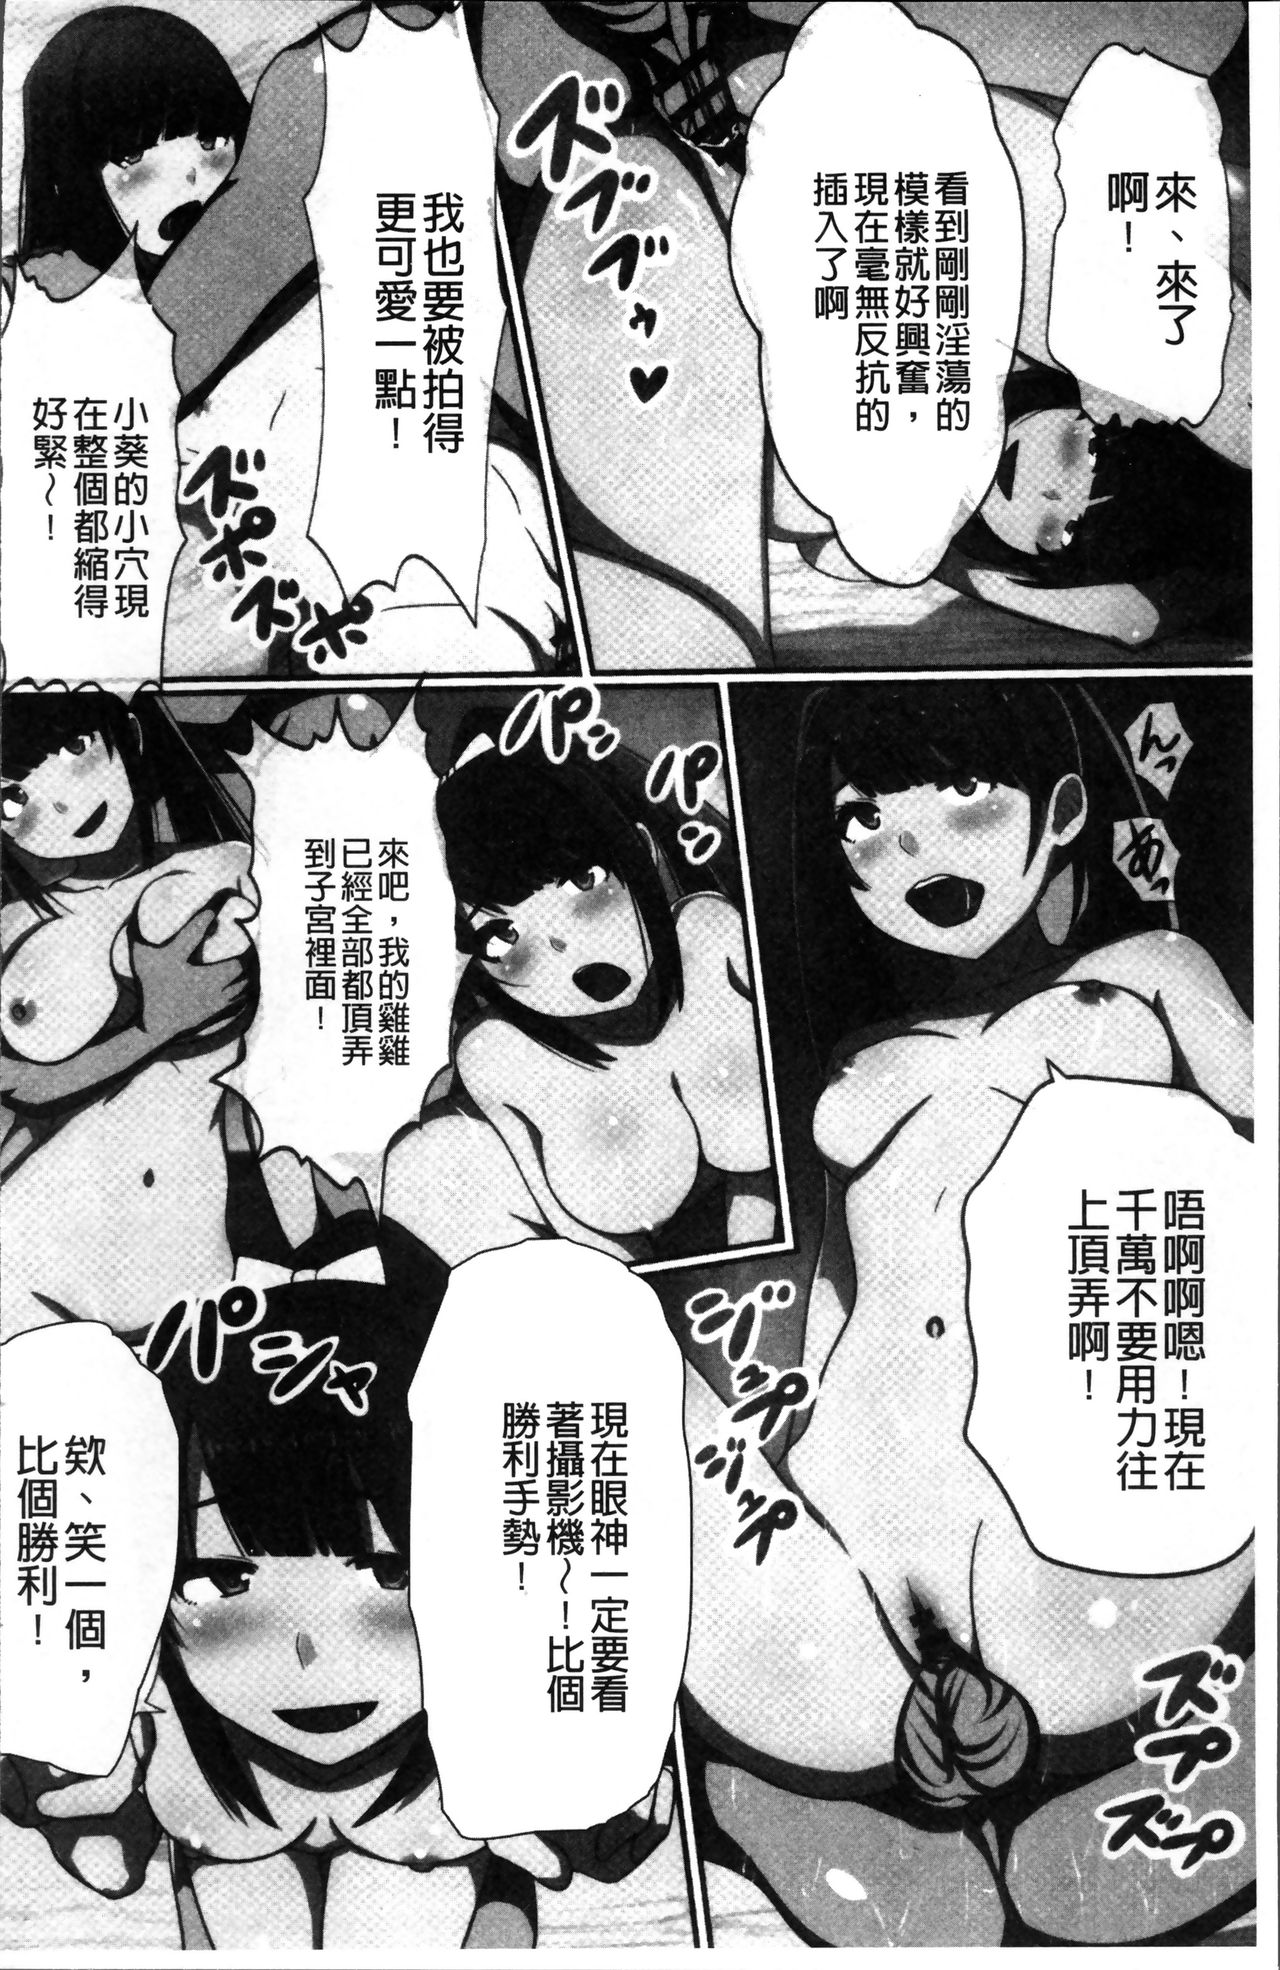 來、來了
啊！
看到剛剛淫蕩的
模樣就好興奮，
現在毫無反抗的
插入了啊
ズズブブッ♥
我也要被拍得
更可愛一點！
小葵的小穴現
在整個都縮得
好緊～！
ズポズポ
んっ
あっ
唔啊啊嗯！現在
千萬不要用力往
上頂弄啊！
ジュプ
ジュプ
ズププ
ズプ
パンッ
パンッ
來吧，我的雞雞
已經全部都頂弄
到子宮裡面！
現在眼神一定要看
著攝影機～！比個
勝利手勢！
パシャ
欸、笑一個，
比個勝利！